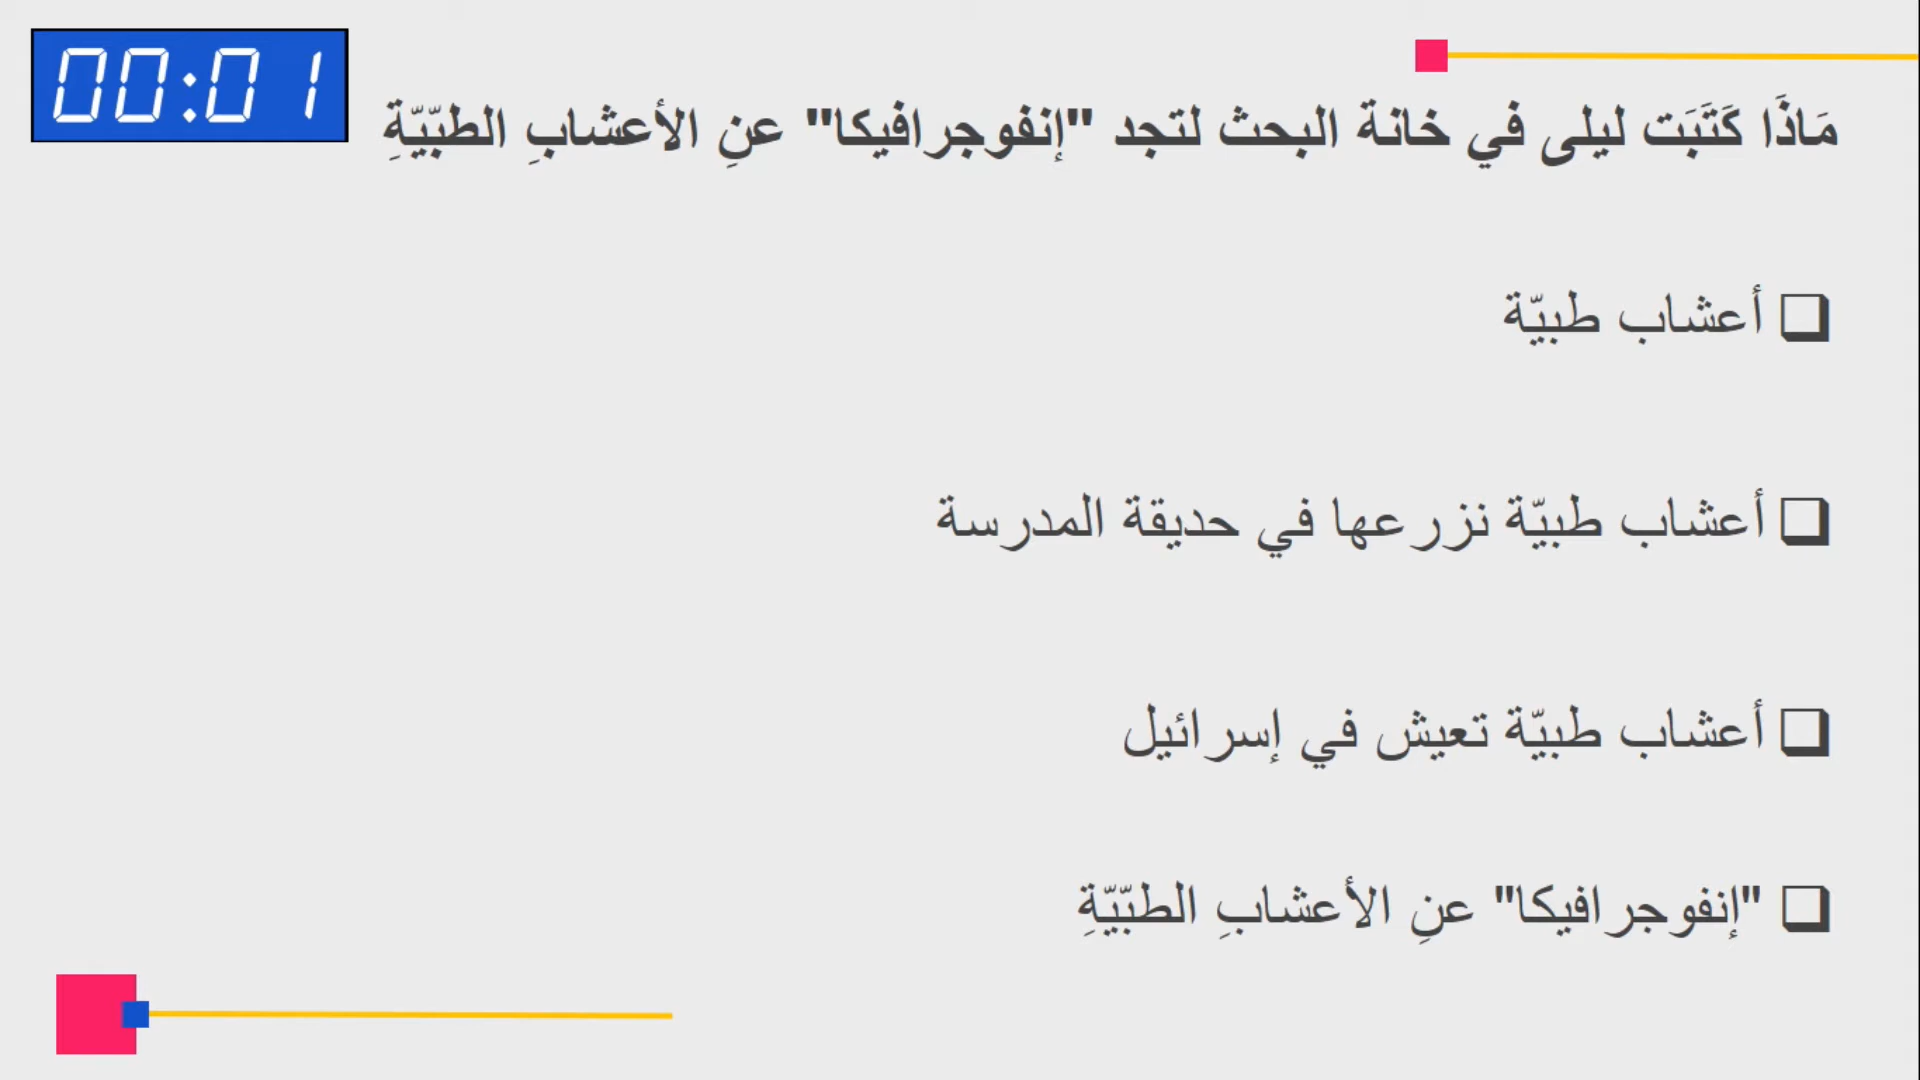 00:01
مَاذَا كَتَبَت ليلى في خانة البحث لتجد "إنفوجرافيكا" عنِ الأعشابِ الطبّيّةِ
أعشاب طبيّة
أعشاب طبيّة نزرعها في حديقة المدرسة
أعشاب طبيّة تعيش في إسرائيل
"إنفوجرافيكا" عنِ الأعشابِ الطبّيّةِ